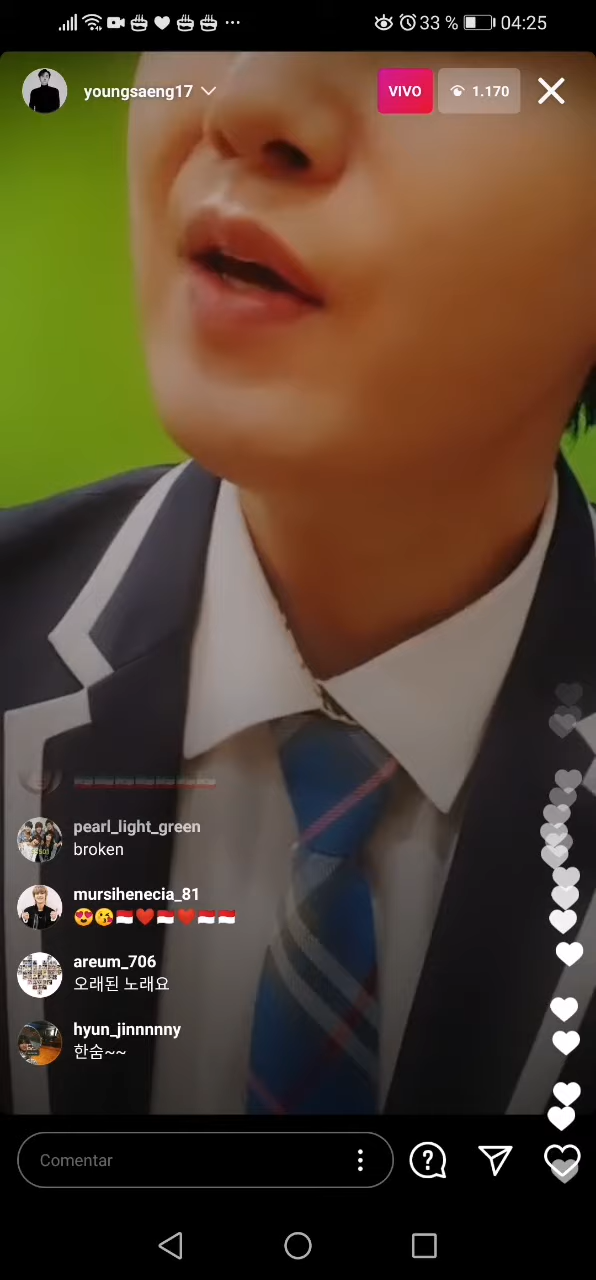 33 %
04:25
youngsaeng17
VIVO
1.170
pearl_light_green
broken
mursihenecia_81
areum_706
오래된 노래요
hyun_jinnnnny
한숨~~
Comentar